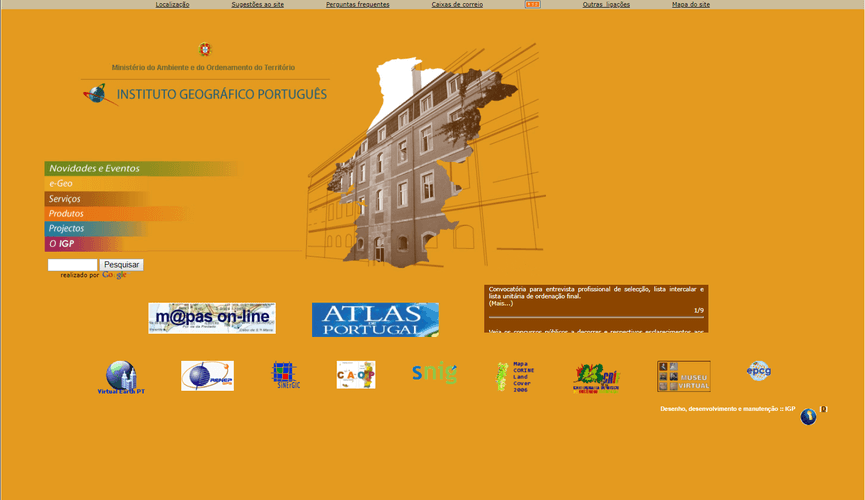 Localização
Sugestões ao site
Perguntas frequentes
Caixas de correio
Outras ligações
Mapa do site
Ministério do Ambiente e do Ordenamento do Território
INSTITUTO GEOGRÁFICO PORTUGUÊS
Novidades e Eventos
e-Geo
Serviços
Produtos
Projectos
O IGP
Pesquisar
realizado por Google
Convocatória para entrevista profissional de selecção, lista intercalar e
lista unitária de ordenação final.
(Mais...)
1/9
Veja os concursos públicos a decorrer e respectivos esclarecimentos aos
m@pas on-line
ATLAS
DE
PORTUGAL
Virtual Earth PT
RENEP
SiNErGIC
CAOP
snig
Mapa
CORINE
Land
Cover
2006
MUSEU
VIRTUAL
epcg
Desenho, desenvolvimento e manutenção :: IGP
[D]